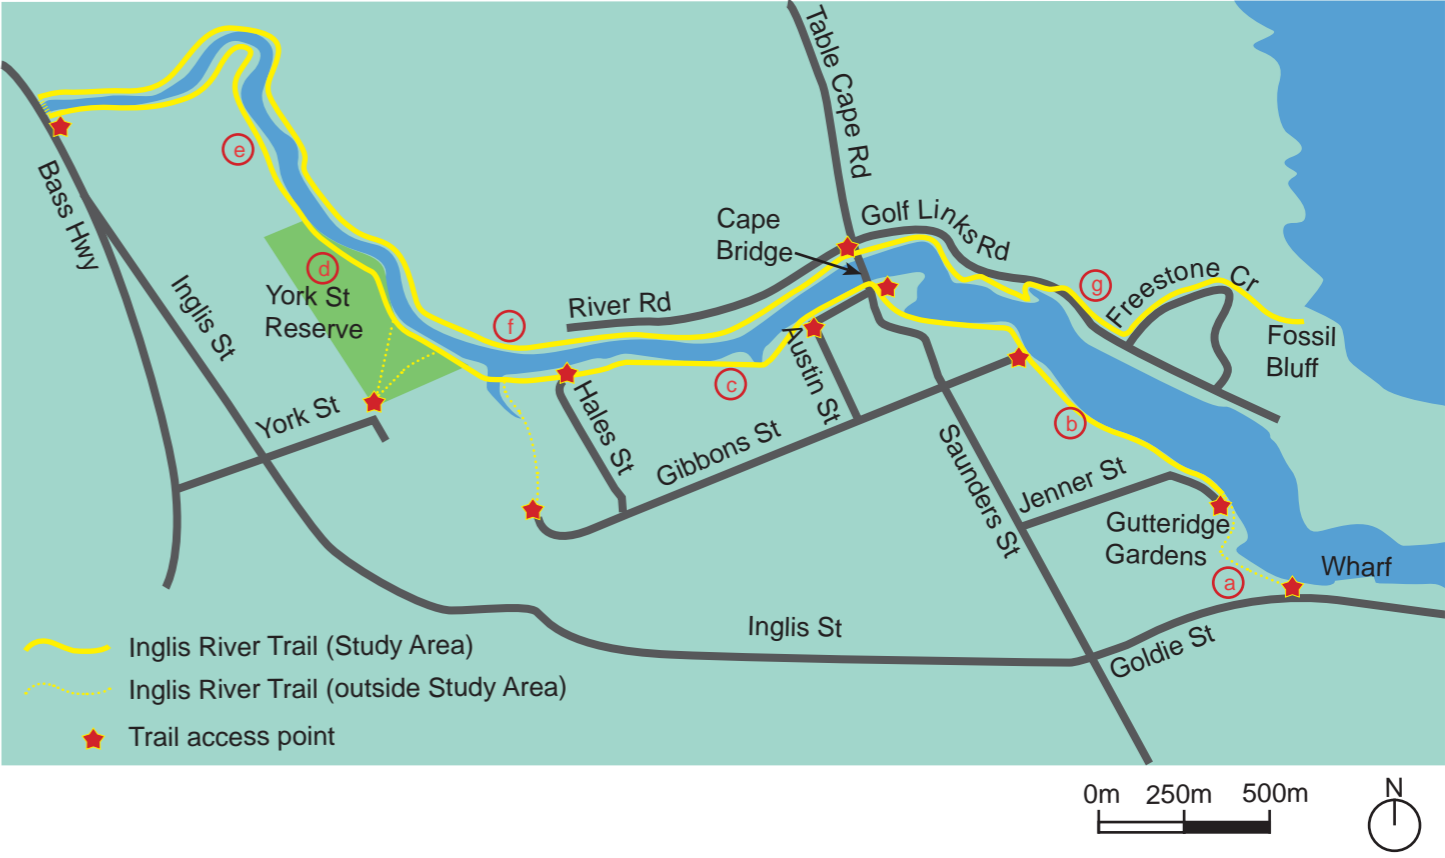 Table Cape Rd
Golf Links Rd
Cape
Bridge
e
Bass Hwy
d
York St
Reserve
Inglis St
River Rd
f
g
Freestone Cr
Fossil
Bluff
Austin St
c
Hales St
York St
Gibbons St
b
Saunders St
Jenner St
Gutteridge
Gardens
a
Wharf
Inglis St
Goldie St
Inglis River Trail (Study Area)
Inglis River Trail (outside Study Area)
Trail access point
0m 250m 500m
N